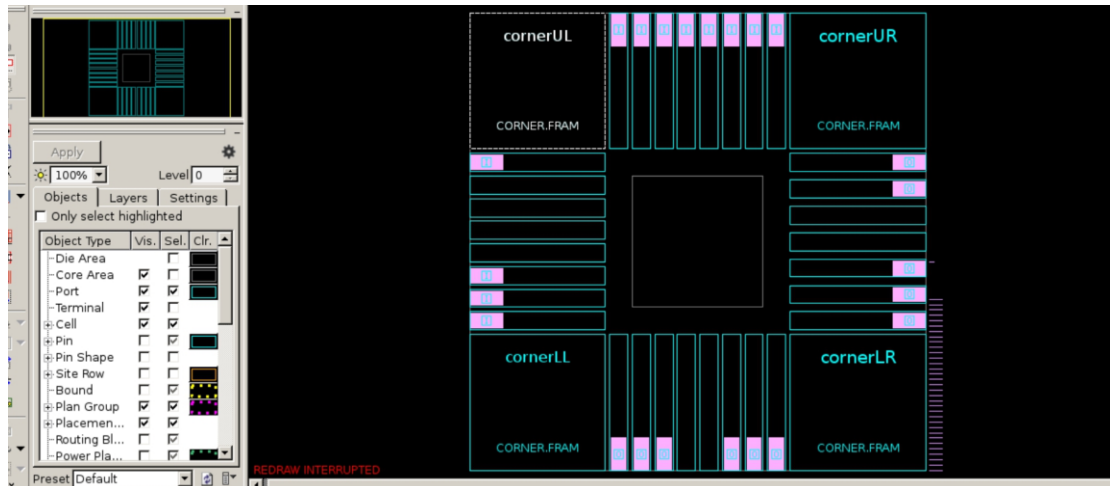 cornerUL
cornerUR
CORNER.FRAM
CORNER.FRAM
Apply
100%
Level 0
Objects Layers Settings
Only select highlighted
Object Type Vis. Sel. Clr.
Die Area
Core Area
Port
Terminal
Cell
Pin
Pin Shape
Site Row
Bound
Plan Group
Placemen...
Routing Bl...
Power Pla...
Preset Default
cornerLL
cornerLR
CORNER.FRAM
CORNER.FRAM
REDRAW INTERRUPTED